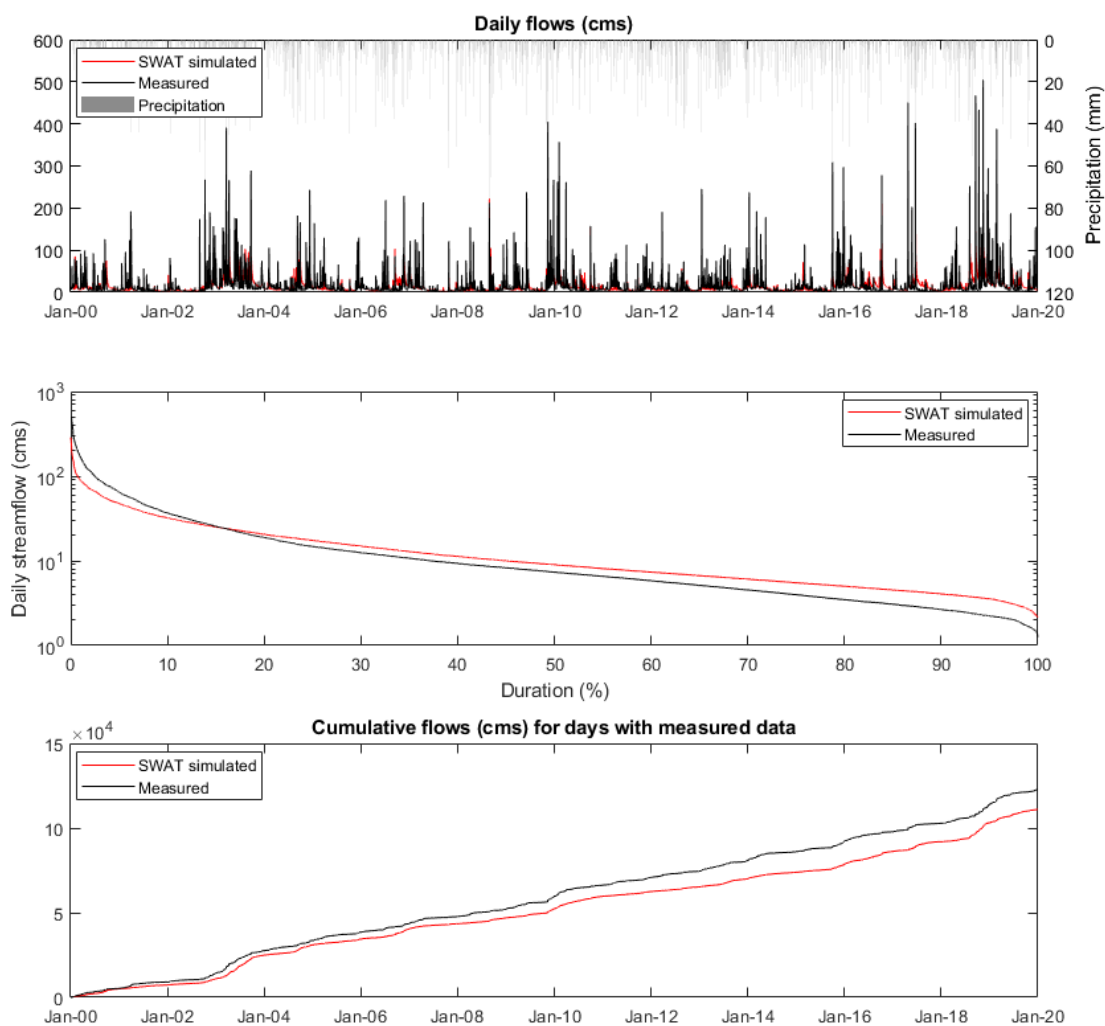 Daily flows (cms)
600
500
400
300
200
100
0
SWAT simulated
Measured
Precipitation
0
20
40
60
80
100
120
Precipitation (mm)
Jan-00 Jan-02 Jan-04 Jan-06 Jan-08 Jan-10 Jan-12 Jan-14 Jan-16 Jan-18 Jan-20
Daily streamflow (cms)
10³
10²
10¹
10⁰
SWAT simulated
Measured
0 10 20 30 40 50 60 70 80 90 100
Duration (%)
Cumulative flows (cms) for days with measured data
×10⁴
15
10
5
0
SWAT simulated
Measured
Jan-00 Jan-02 Jan-04 Jan-06 Jan-08 Jan-10 Jan-12 Jan-14 Jan-16 Jan-18 Jan-20